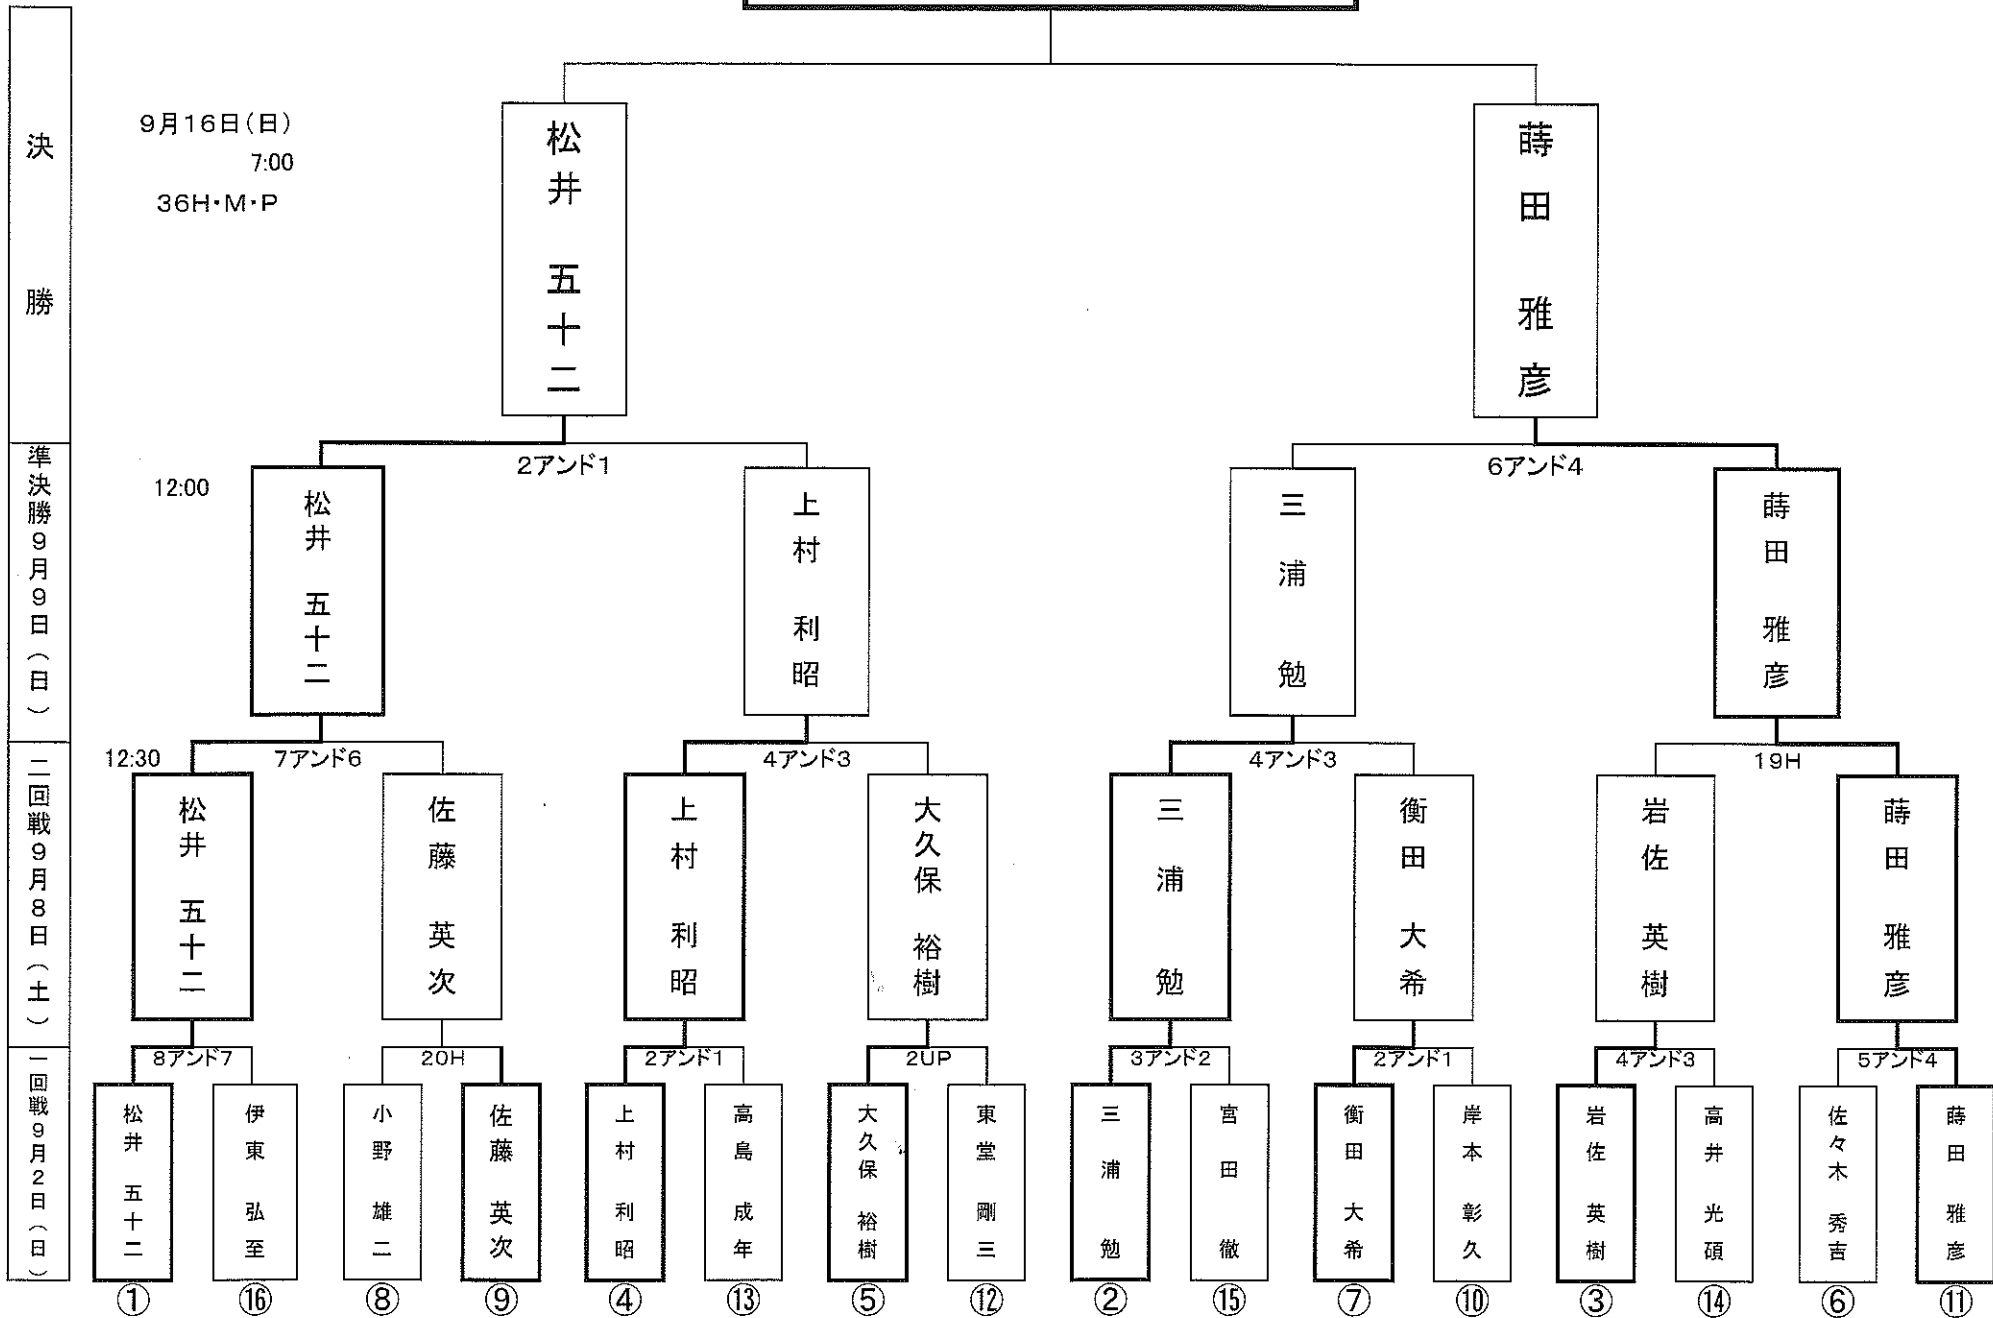 決勝
9月16日(日)
7:00
36H・M・P
松井 五十二
蒔田 雅彦
準決勝9月9日(日)
12:00
2アンド1
6アンド4
松井 五十二
上村 利昭
三浦 勉
蒔田 雅彦
二回戦9月8日(土)
12:30
7アンド6
4アンド3
4アンド3
19H
松井 五十二
佐藤 英次
上村 利昭
大久保 裕樹
三浦 勉
衡田 大希
岩佐 英樹
蒔田 雅彦
一回戦9月2日(日)
8アンド7
20H
2アンド1
2UP
3アンド2
2アンド1
4アンド3
5アンド4
松井 五十二
伊東 弘至
小野 雄二
佐藤 英次
上村 利昭
高島 成年
大久保 裕樹
東堂 剛三
三浦 勉
宮田 徹
衡田 大希
岸本 彰久
岩佐 英樹
高井 光碩
佐々木 秀吉
蒔田 雅彦
① ⑯ ⑧ ⑨ ④ ⑬ ⑤ ⑫ ② ⑮ ⑦ ⑩ ③ ⑭ ⑥ ⑪